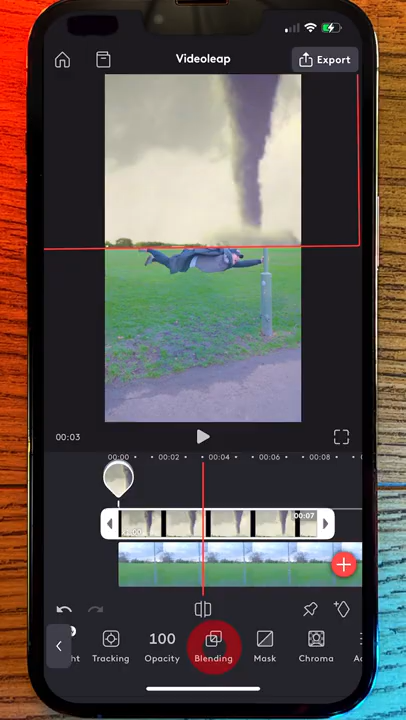 Videoleap
Export
00:03
00:00 00:02 00:04 00:06 00:08
00:07
100
Tracking Opacity Blending Mask Chroma